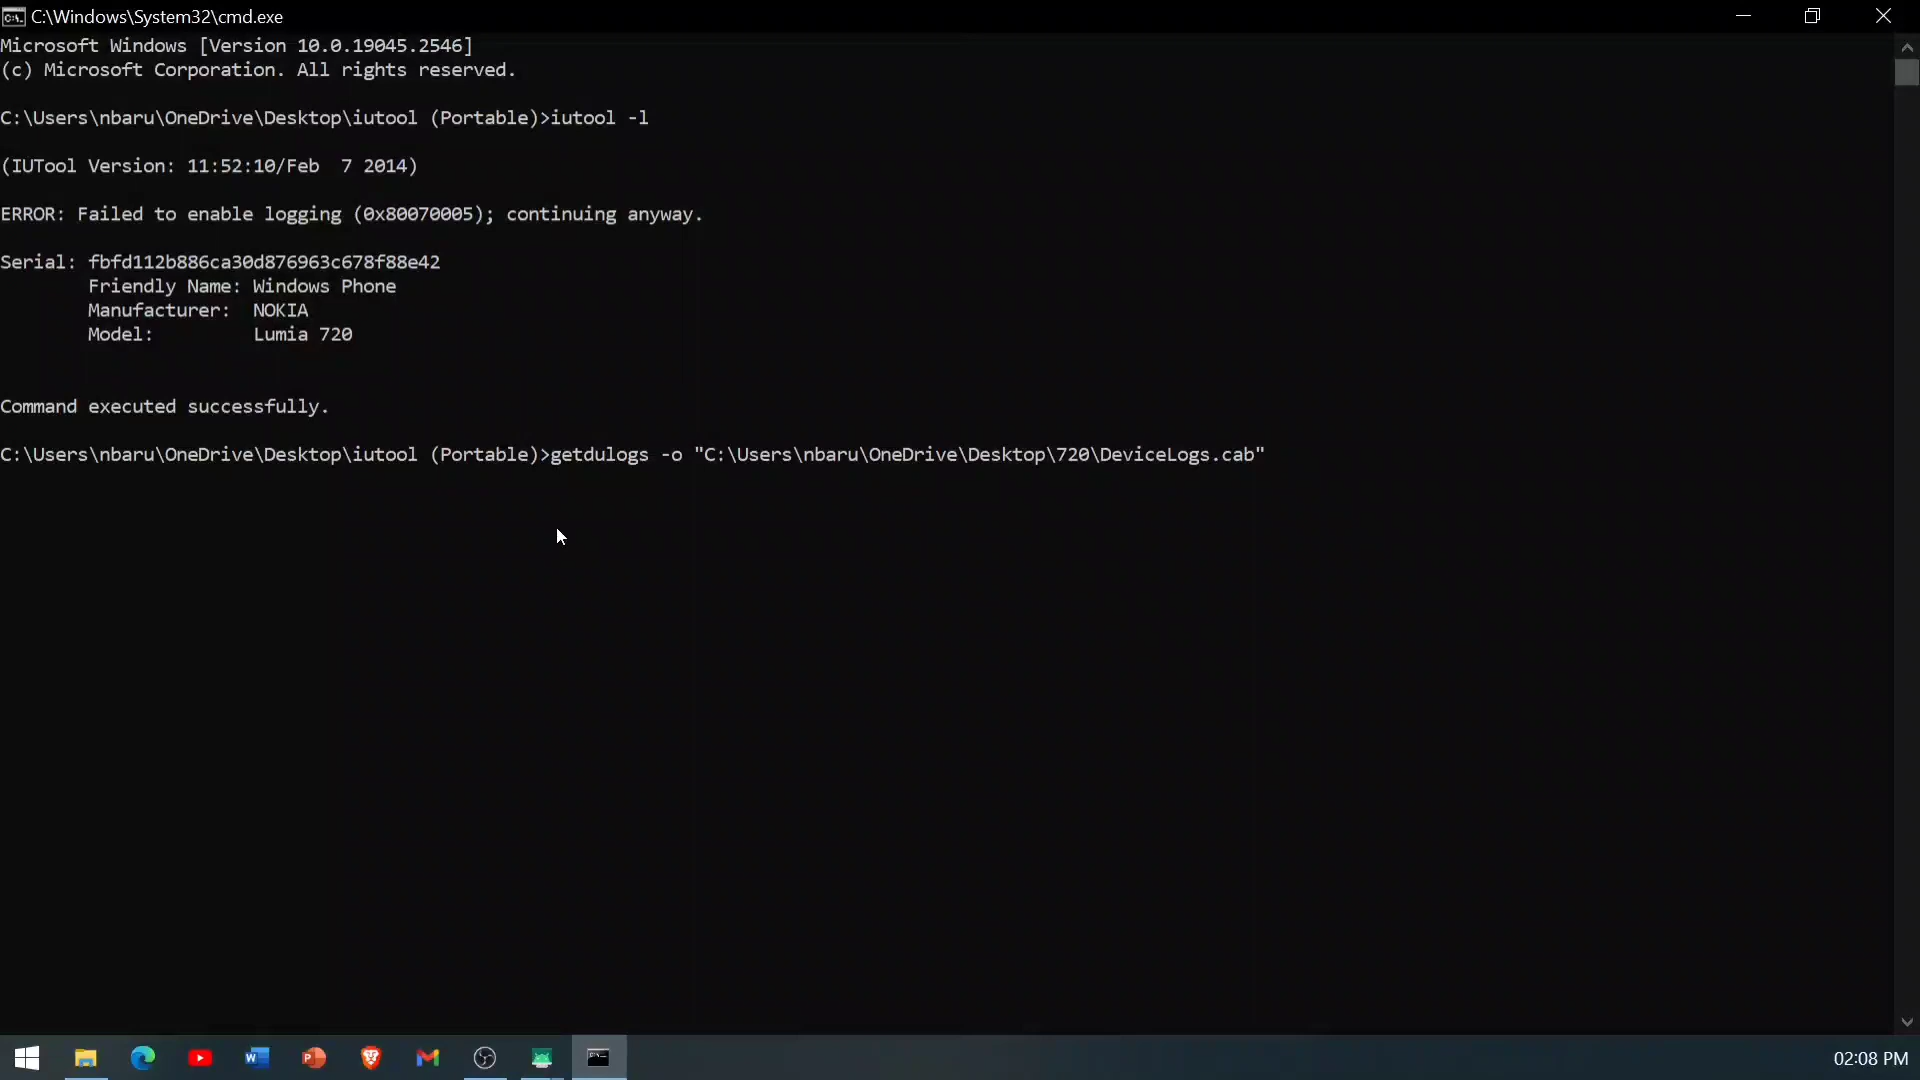 C:\Windows\System32\cmd.exe
Microsoft Windows [Version 10.0.19045.2546]
(c) Microsoft Corporation. All rights reserved.
C:\Users\nbaru\OneDrive\Desktop\iutool (Portable)>iutool -l
(IUTool Version: 11:52:10/Feb  7 2014)
ERROR: Failed to enable logging (0x80070005); continuing anyway.
Serial: fbfd112b886ca30d876963c678f88e42
Friendly Name: Windows Phone
Manufacturer:  NOKIA
Model:         Lumia 720
Command executed successfully.
C:\Users\nbaru\OneDrive\Desktop\iutool (Portable)>getdulogs -o "C:\Users\nbaru\OneDrive\Desktop\720\DeviceLogs.cab"
02:08 PM